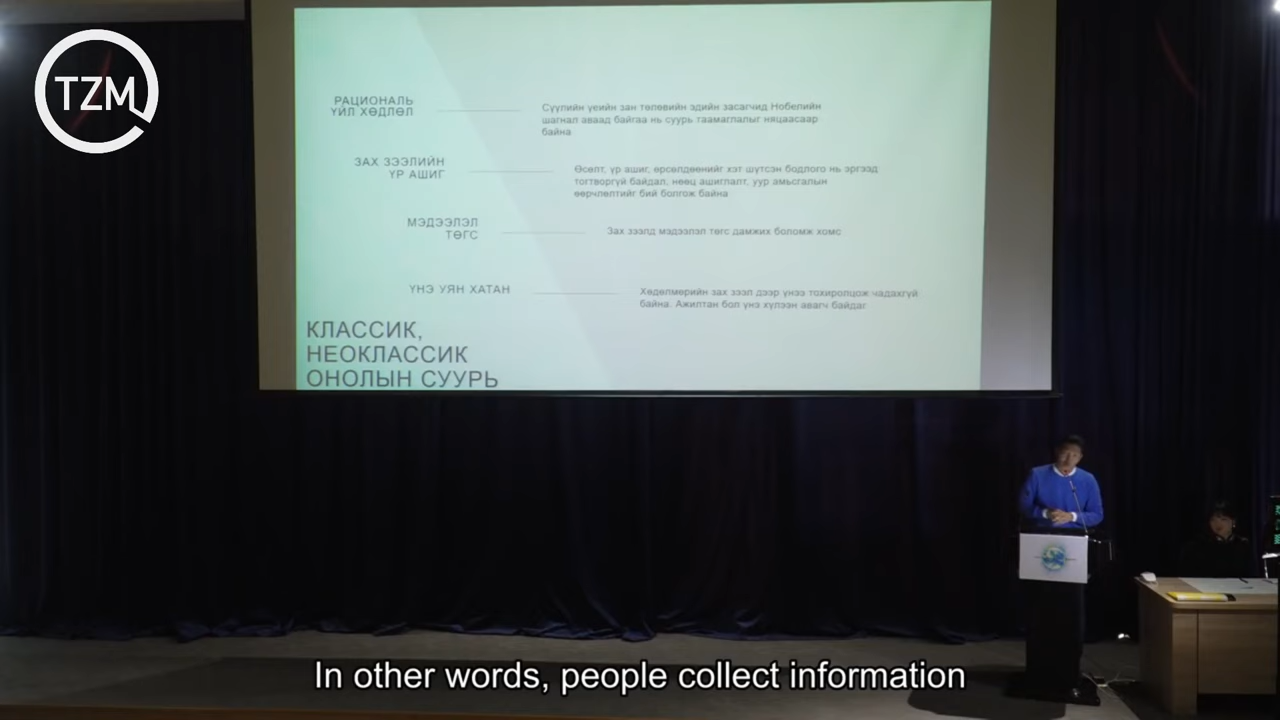 TZM
РАЦИОНАЛЬ
ҮЙЛ ХӨДЛӨЛ
Сүүлийн үеийн зан төлөвийн эдийн засагчид Нобелийн
шагнал аваад байгаа нь суурь таамаглалыг няцаасаар
байна
ЗАХ ЗЭЭЛИЙН
ҮР АШИГ
Өсөлт, үр ашиг, өрсөлдөөнийг хэт шүтсэн бодлого нь эргээд
тогтворгүй байдал, нөөц ашиглалт, уур амьсгалын
өөрчлөлтийг бий болгож байна
МЭДЭЭЛЭЛ
ТӨГС
Зах зээлд мэдээлэл төгс дамжих боломж хомс
ҮНЭ УЯН ХАТАН
Хөдөлмөрийн зах зээл дээр үнээ тохиролцож чадахгүй
байна. Ажилтан бол үнэ хүлээн авагч байдаг
КЛАССИК,
НЕОКЛАССИК
ОНОЛЫН СУУРЬ
In other words, people collect information